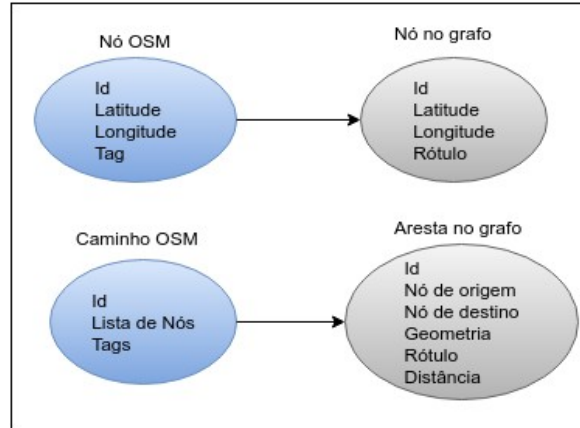 Nó OSM
Id
Latitude
Longitude
Tag
Nó no grafo
Id
Latitude
Longitude
Rótulo
Caminho OSM
Id
Lista de Nós
Tags
Aresta no grafo
Id
Nó de origem
Nó de destino
Geometria
Rótulo
Distância